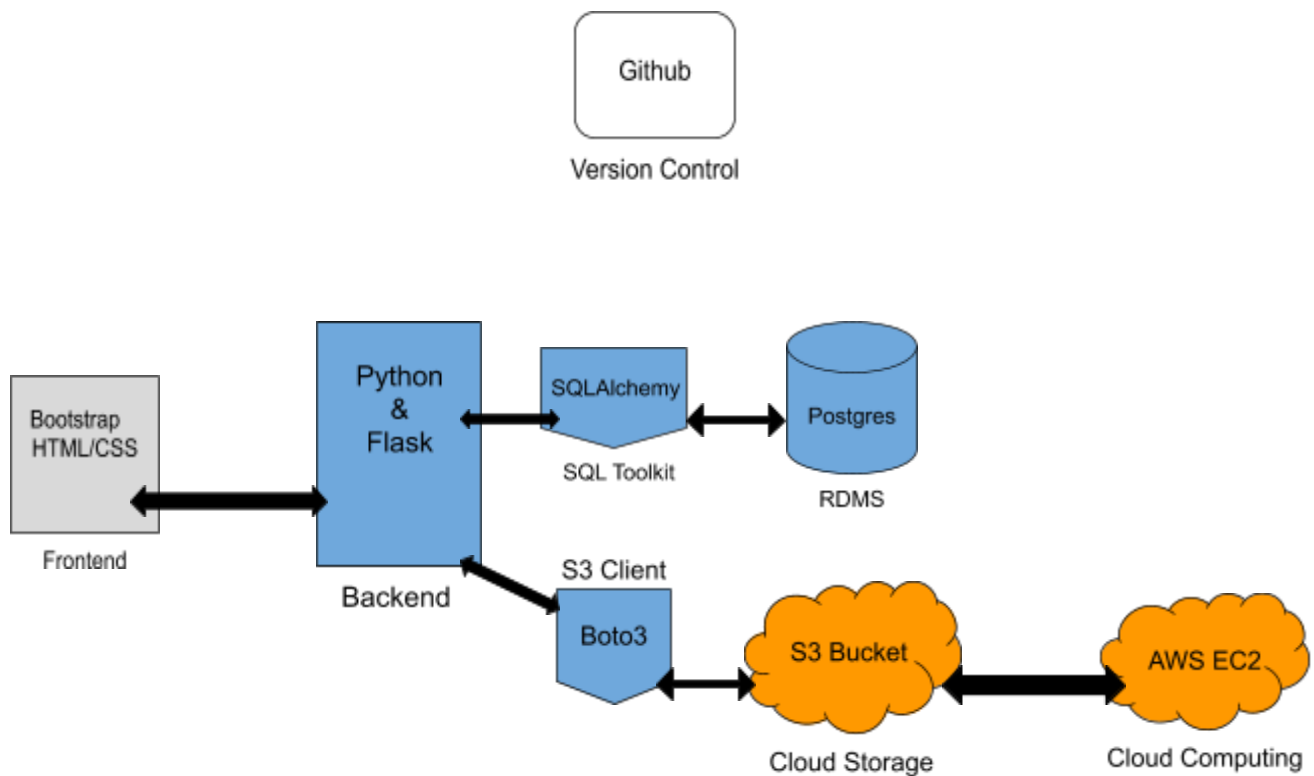 Github
Version Control
Python
&
Flask
Bootstrap
HTML/CSS
Frontend
Backend
SQLAlchemy
SQL Toolkit
Postgres
RDMS
S3 Client
Boto3
S3 Bucket
Cloud Storage
AWS EC2
Cloud Computing